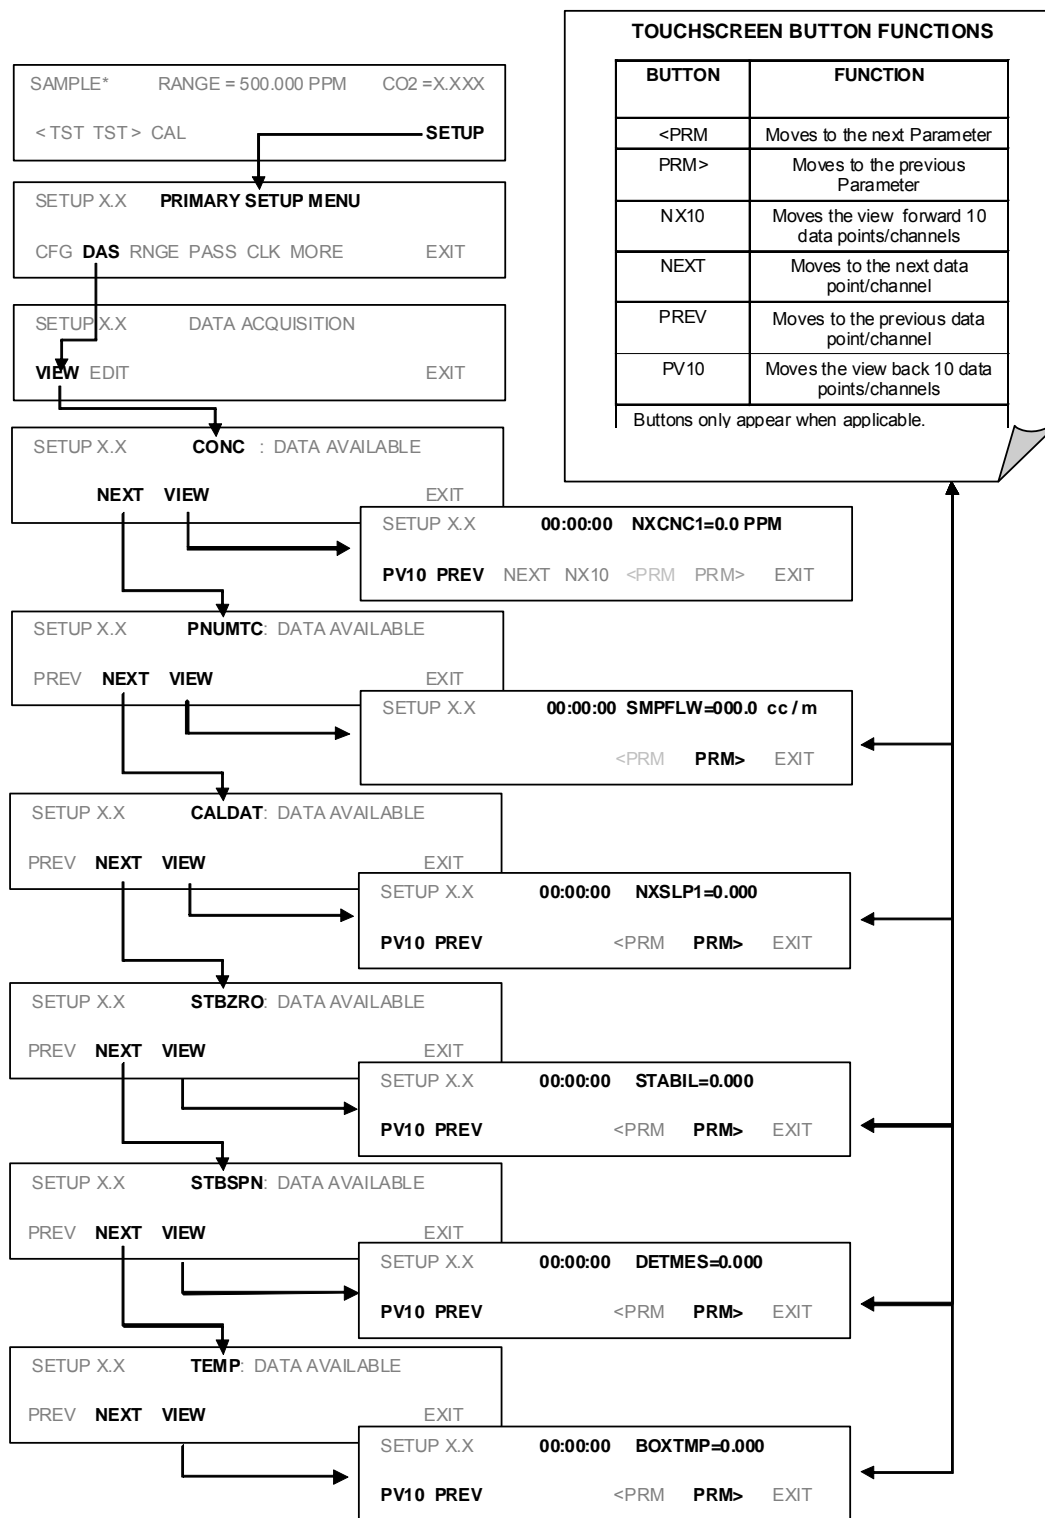 TOUCHSCREEN BUTTON FUNCTIONS
BUTTON FUNCTION
<PRM Moves to the next Parameter
PRM> Moves to the previous
Parameter
NX10 Moves the view forward 10
data points/channels
NEXT Moves to the next data
point/channel
PREV Moves to the previous data
point/channel
PV10 Moves the view back 10 data
points/channels
Buttons only appear when applicable.
SAMPLE* RANGE = 500.000 PPM CO2 =X.XXX
< TST TST > CAL SETUP
SETUP X.X PRIMARY SETUP MENU
CFG DAS RNGE PASS CLK MORE EXIT
SETUP X.X DATA ACQUISITION
VIEW EDIT EXIT
SETUP X.X CONC : DATA AVAILABLE
NEXT VIEW EXIT
SETUP X.X 00:00:00 NXCNC1=0.0 PPM
PV10 PREV NEXT NX10 <PRM PRM> EXIT
SETUP X.X PNUMTC: DATA AVAILABLE
PREV NEXT VIEW EXIT
SETUP X.X 00:00:00 SMPFLW=000.0 cc / m
<PRM PRM> EXIT
SETUP X.X CALDAT: DATA AVAILABLE
PREV NEXT VIEW EXIT
SETUP X.X 00:00:00 NXSLP1=0.000
PV10 PREV <PRM PRM> EXIT
SETUP X.X STBZRO: DATA AVAILABLE
PREV NEXT VIEW EXIT
SETUP X.X 00:00:00 STABIL=0.000
PV10 PREV <PRM PRM> EXIT
SETUP X.X STBSPN: DATA AVAILABLE
PREV NEXT VIEW EXIT
SETUP X.X 00:00:00 DETMES=0.000
PV10 PREV <PRM PRM> EXIT
SETUP X.X TEMP: DATA AVAILABLE
PREV NEXT VIEW EXIT
SETUP X.X 00:00:00 BOXTMP=0.000
PV10 PREV <PRM PRM> EXIT